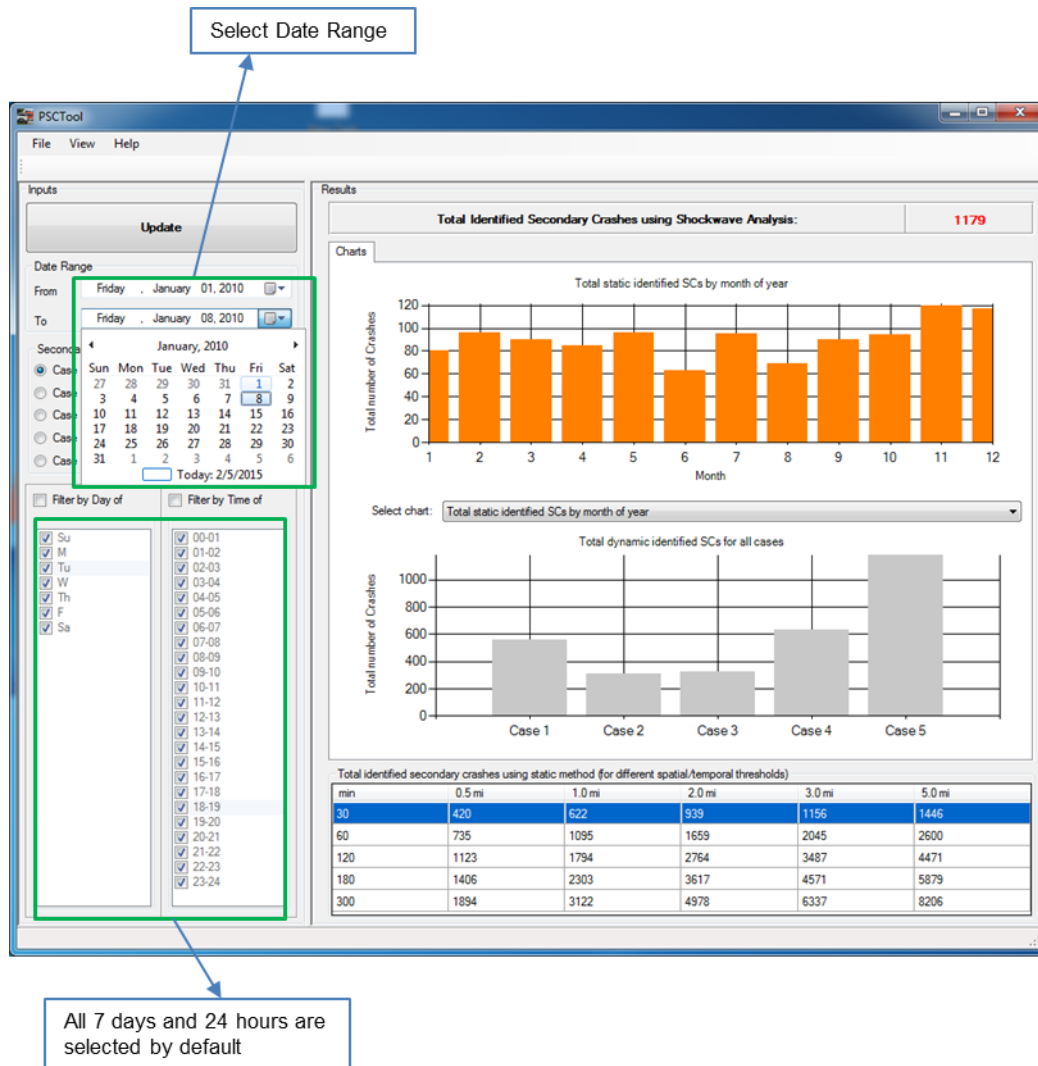 Select Date Range
PSCTool
File View Help
Inputs
Update
Date Range
From Friday , January 01, 2010
To Friday , January 08, 2010
January, 2010
Sun Mon Tue Wed Thu Fri Sat
27 28 29 30 31 1 2
3 4 5 6 7 8 9
10 11 12 13 14 15 16
17 18 19 20 21 22 23
24 25 26 27 28 29 30
31 1 2 3 4 5 6
Today: 2/5/2015
Case
Case
Case
Case
Case
Filter by Day of
Su
M
Tu
W
Th
F
Sa
Filter by Time of
00-01
01-02
02-03
03-04
04-05
05-06
06-07
07-08
08-09
09-10
10-11
11-12
12-13
13-14
14-15
15-16
16-17
17-18
18-19
19-20
20-21
21-22
22-23
23-24
Results
Total Identified Secondary Crashes using Shockwave Analysis: 1179
Charts
Total static identified SCs by month of year
Total number of Crashes
120
100
80
60
40
20
0
1 2 3 4 5 6 7 8 9 10 11 12
Month
Select chart: Total static identified SCs by month of year
Total dynamic identified SCs for all cases
Total number of Crashes
1000
800
600
400
200
0
Case 1 Case 2 Case 3 Case 4 Case 5
Total identified secondary crashes using static method (for different spatial/temporal thresholds)
min 0.5 mi 1.0 mi 2.0 mi 3.0 mi 5.0 mi
30 420 622 939 1156 1446
60 735 1095 1659 2045 2600
120 1123 1794 2764 3487 4471
180 1406 2303 3617 4571 5879
300 1894 3122 4978 6337 8206
All 7 days and 24 hours are
selected by default